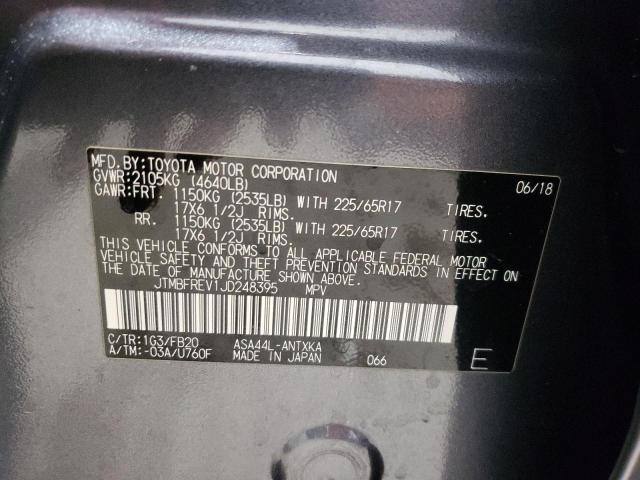 MFD.BY:TOYOTA MOTOR CORPORATION 06/18
GVWR:2105KG (4640LB)
GAWR:FRT. 1150KG (2535LB) WITH 225/65R17 TIRES.
17X6 1/2J RIMS.
RR. 1150KG (2535LB) WITH 225/65R17 TIRES.
17X6 1/2J RIMS.
THIS VEHICLE CONFORMS TO ALL APPLICABLE FEDERAL MOTOR
VEHICLE SAFETY AND THEFT PREVENTION STANDARDS IN EFFECT
ON THE DATE OF MANUFACTURE SHOWN ABOVE.
JTMBFREV1JD248395 MPV
C/TR:1G3/FB20 ASA44L-ANTXKA
A/TM:-03A/U760F MADE IN JAPAN 066 E